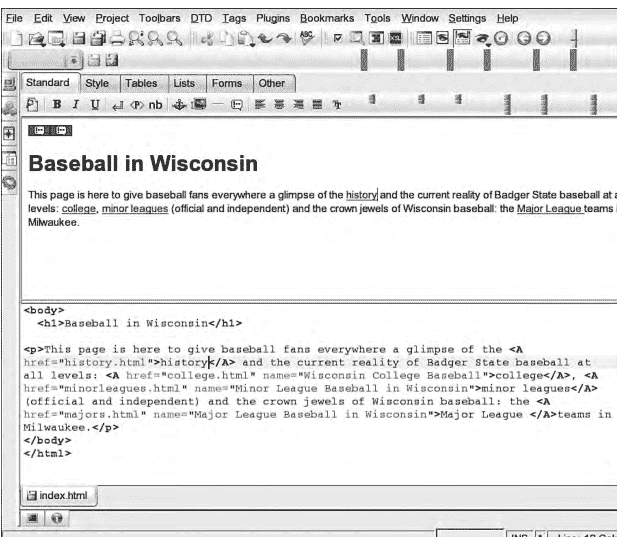 File Edit View Project Toolbars DTD Tags Plugins Bookmarks Tools Window Settings Help
Standard Style Tables Lists Forms Other
B I U <P> nb
Baseball in Wisconsin
This page is here to give baseball fans everywhere a glimpse of the history and the current reality of Badger State baseball at a
levels: college, minor leagues (official and independent) and the crown jewels of Wisconsin baseball: the Major League teams i
Milwaukee.
<body>
<h1>Baseball in Wisconsin</h1>
<p>This page is here to give baseball fans everywhere a glimpse of the <A
href="history.html">history</A> and the current reality of Badger State baseball at
all levels: <A href="college.html" name="Wisconsin College Baseball">college</A>, <A
href="minorleagues.html" name="Minor League Baseball in Wisconsin">minor leagues</A>
(official and independent) and the crown jewels of Wisconsin baseball: the <A
href="majors.html" name="Major League Baseball in Wisconsin">Major League </A>teams in
Milwaukee.</p>
</body>
</html>
index.html